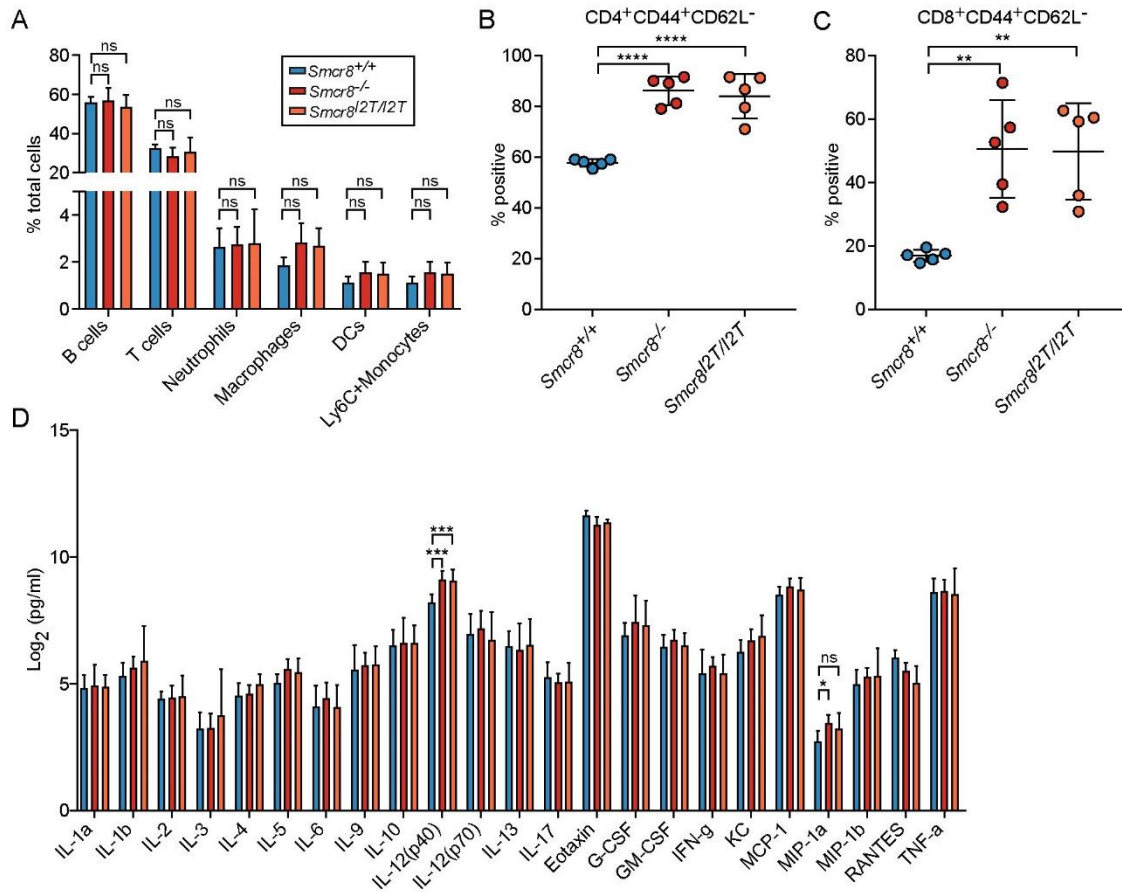 A
80
60
40
20
4
2
0
% total cells
ns
ns
ns
ns
ns
ns
ns
ns
ns
ns
ns
ns
Smcr8+/+
Smcr8-/-
Smcr8I2T/I2T
B cells
T cells
Neutrophils
Macrophages
DCs
Ly6C+Monocytes
B
CD4+CD44+CD62L-
100
80
60
40
20
0
% positive
****
****
Smcr8+/+
Smcr8-/-
Smcr8I2T/I2T
C
CD8+CD44+CD62L-
80
60
40
20
0
% positive
**
**
Smcr8+/+
Smcr8-/-
Smcr8I2T/I2T
D
15
10
5
0
Log2 (pg/ml)
***
***
ns
*
IL-1a
IL-1b
IL-2
IL-3
IL-4
IL-5
IL-6
IL-9
IL-10
IL-12(p40)
IL-12(p70)
IL-13
IL-17
Eotaxin
G-CSF
GM-CSF
IFN-g
KC
MCP-1
MIP-1a
MIP-1b
RANTES
TNF-a